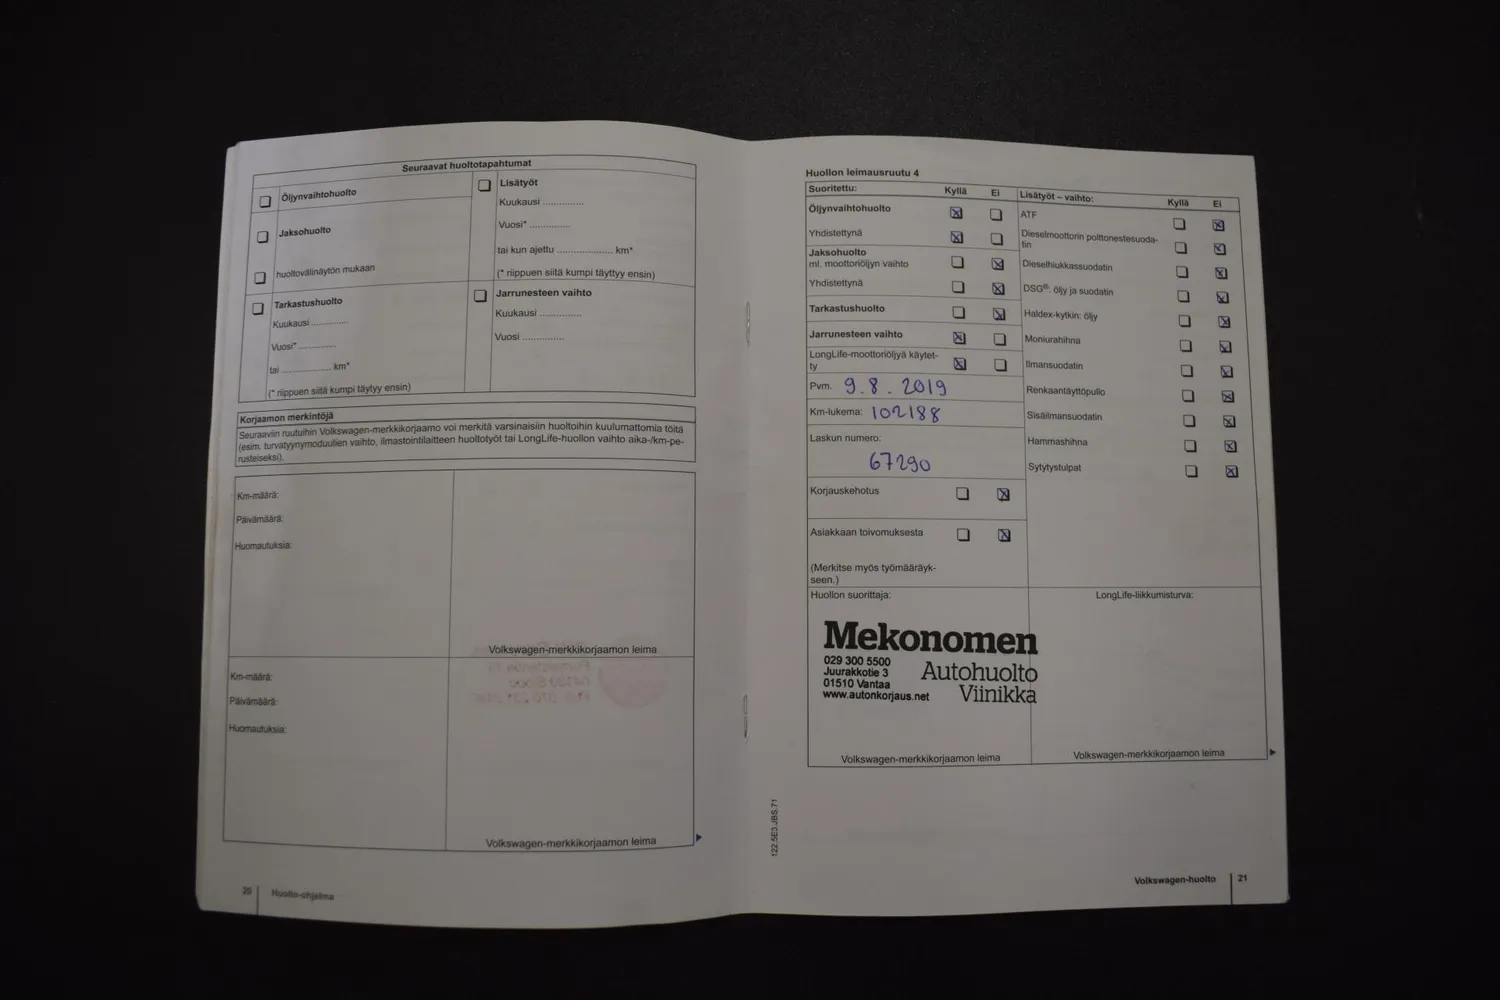 Seuraavat huoltotapahtumat
Öljynvaihtohuolto
Jaksohuolto
huoltovälinäytön mukaan
Lisätyöt
Kuukausi ..............
Vuosi* ..............
tai kun ajettu .................... km*
(* riippuen siitä kumpi täyttyy ensin)
Tarkastushuolto
Kuukausi .............
Vuosi* .............
tai .................. km*
(* riippuen siitä kumpi täytyy ensin)
Jarrunesteen vaihto
Kuukausi ..............
Vuosi ..............
Korjaamon merkintöjä
Seuraaviin ruutuihin Volkswagen-merkkikorjaamo voi merkitä varsinaisiin huoltoihin kuulumattomia töitä
(esim. turvatyynymoduulien vaihto, ilmastointilaitteen huoltotyöt tai LongLife-huollon vaihto aika-/km-pe-
rusteiseksi).
Km-määrä:
Päivämäärä:
Huomautuksia:
Volkswagen-merkkikorjaamon leima
Km-määrä:
Päivämäärä:
Huomautuksia:
Volkswagen-merkkikorjaamon leima
20 Huolto-ohjelma
Huollon leimausruutu 4
Suoritettu: Kyllä Ei
Öljynvaihtohuolto
Yhdistettynä
Jaksohuolto
ml. moottoriöljyn vaihto
Yhdistettynä
Tarkastushuolto
Jarrunesteen vaihto
LongLife-moottoriöljyä käytet-
ty
Pvm. 9.8.2019
Km-lukema: 102188
Laskun numero:
67290
Korjauskehotus
Asiakkaan toivomuksesta
(Merkitse myös työmääräyk-
seen.)
Lisätyöt – vaihto: Kyllä Ei
ATF
Dieselmoottorin polttonestesuoda-
tin
Dieselhiukkassuodatin
DSG®: öljy ja suodatin
Haldex-kytkin: öljy
Moniurahihna
Ilmansuodatin
Renkaantäyttöpullo
Sisäilmansuodatin
Hammashihna
Sytytystulpat
Huollon suorittaja:
Mekonomen
029 300 5500
Juurakkotie 3
01510 Vantaa
www.autonkorjaus.net
Autohuolto
Viinikka
Volkswagen-merkkikorjaamon leima
LongLife-liikkumisturva:
Volkswagen-merkkikorjaamon leima
122.5E3.JBS.71
Volkswagen-huolto 21